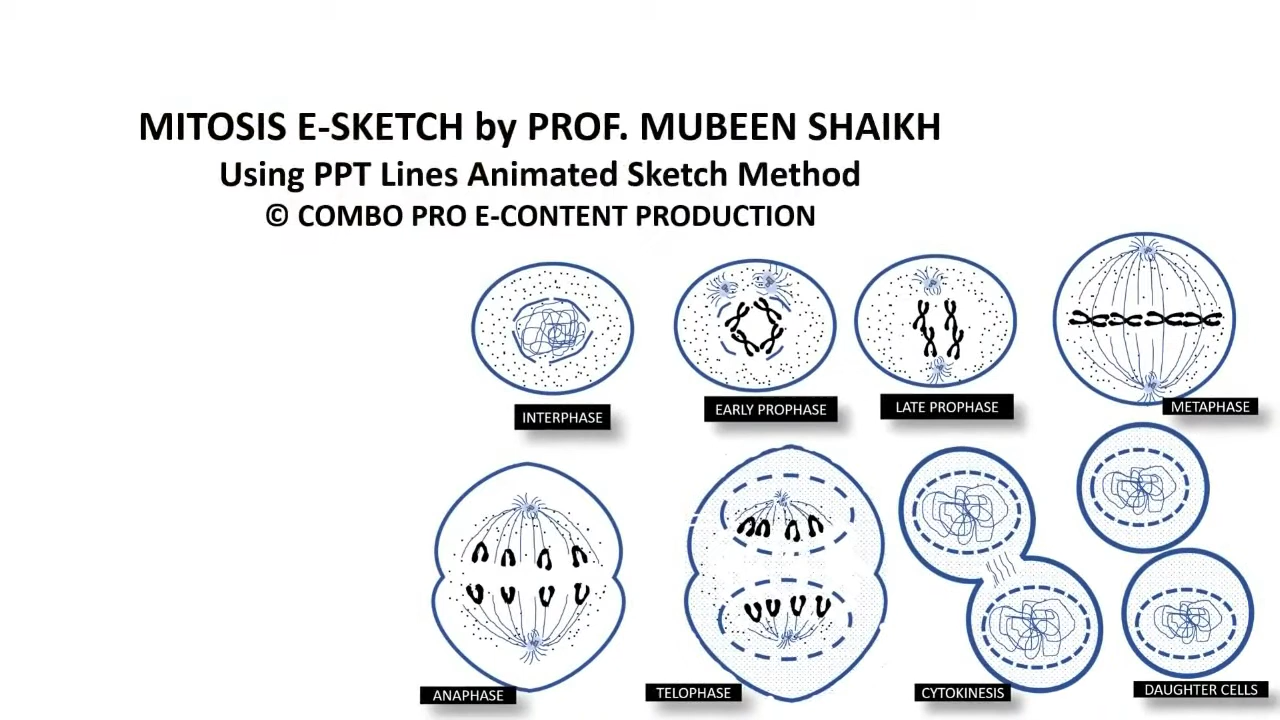 MITOSIS E-SKETCH by PROF. MUBEEN SHAIKH
Using PPT Lines Animated Sketch Method
© COMBO PRO E-CONTENT PRODUCTION
INTERPHASE
EARLY PROPHASE
LATE PROPHASE
METAPHASE
ANAPHASE
TELOPHASE
CYTOKINESIS
DAUGHTER CELLS